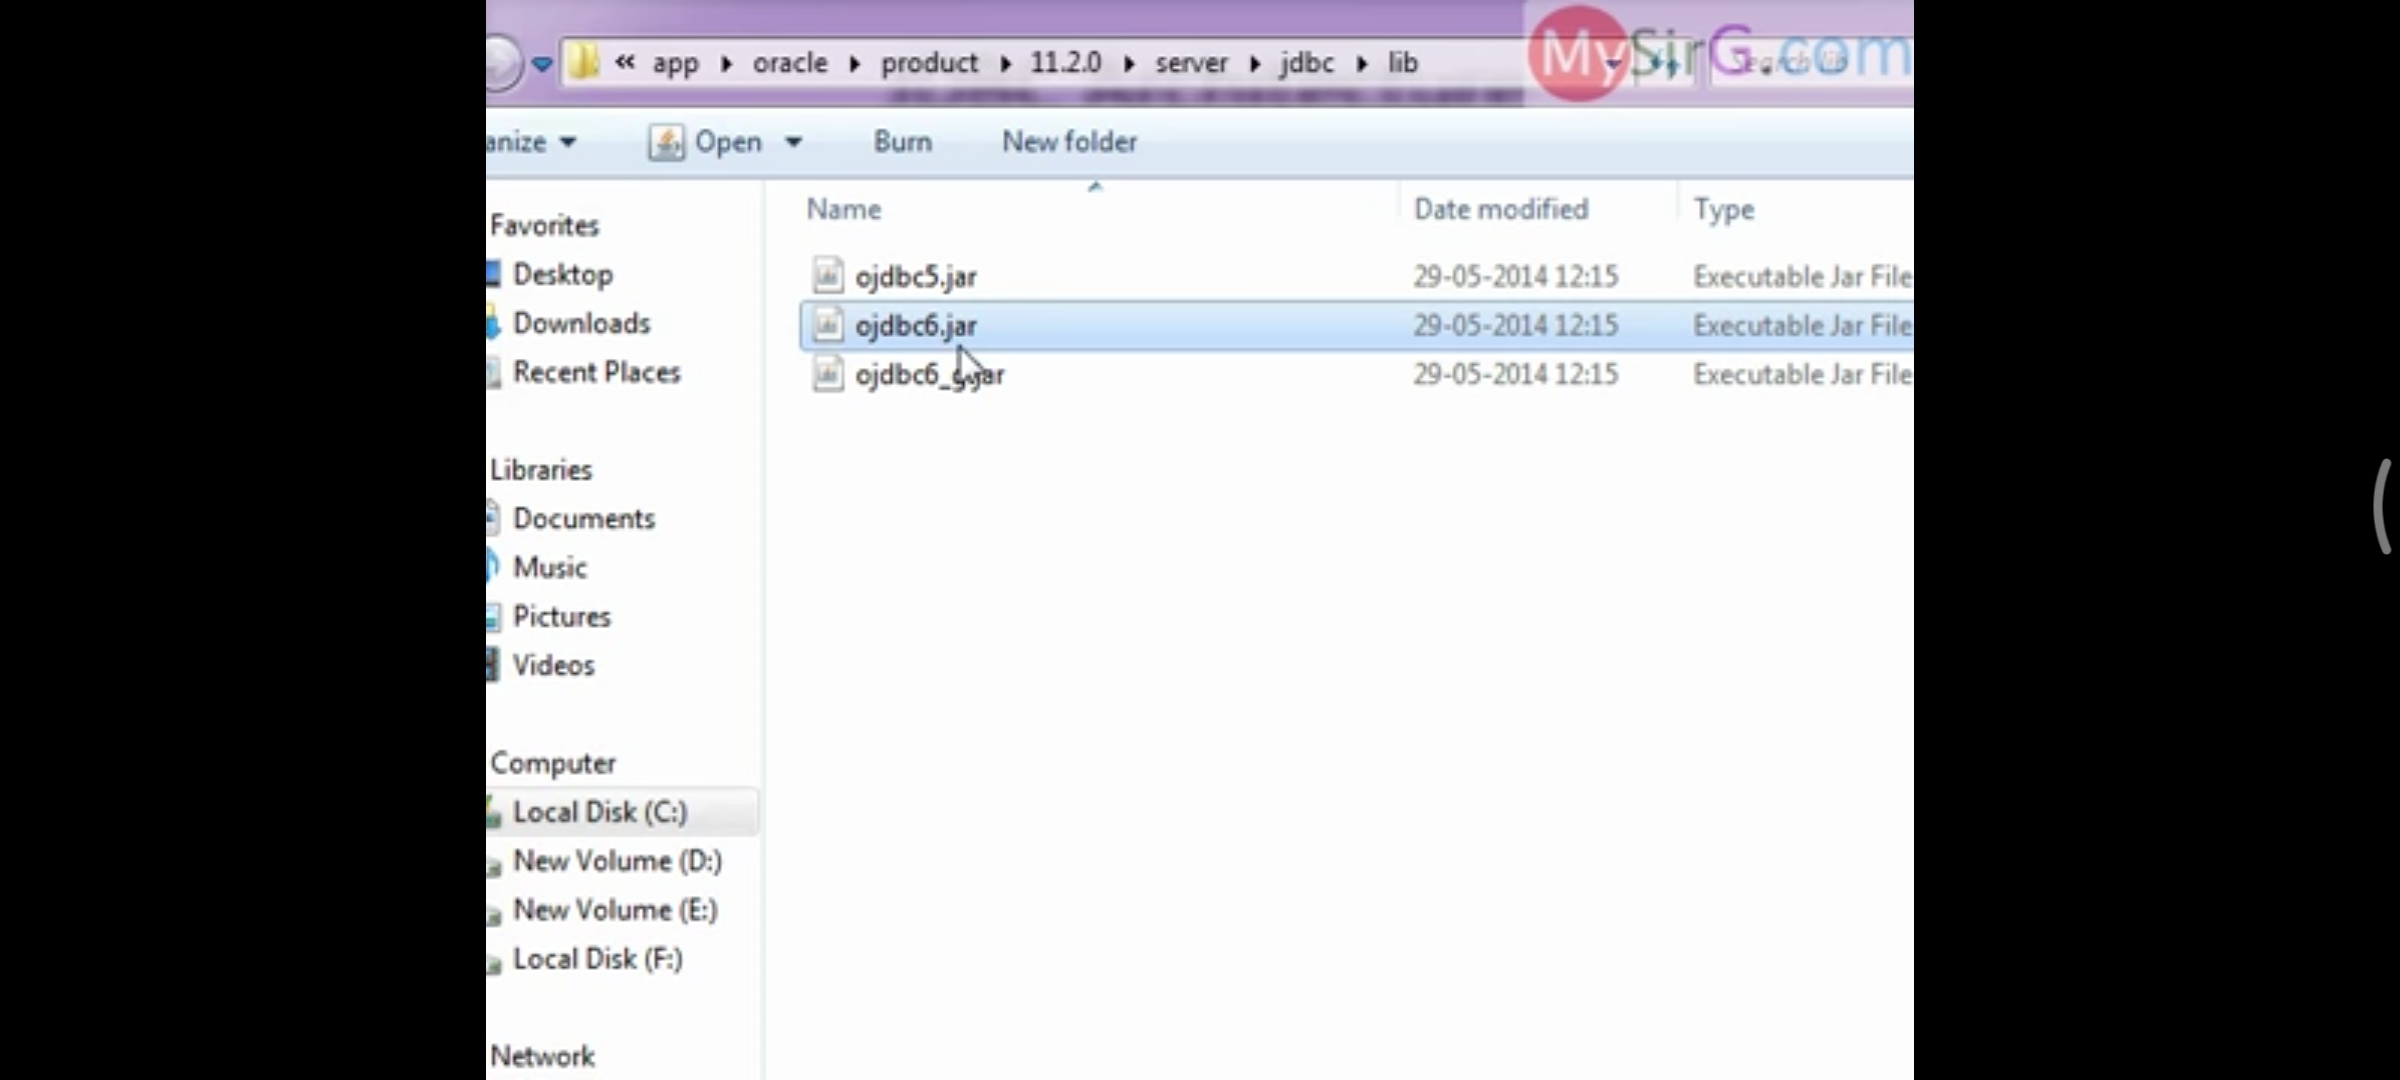 « app ▸ oracle ▸ product ▸ 11.2.0 ▸ server ▸ jdbc ▸ lib
MySirG.com
anize Open Burn New folder
Name Date modified Type
ojdbc5.jar 29-05-2014 12:15 Executable Jar File
ojdbc6.jar 29-05-2014 12:15 Executable Jar File
ojdbc6_g.jar 29-05-2014 12:15 Executable Jar File
Favorites
Desktop
Downloads
Recent Places
Libraries
Documents
Music
Pictures
Videos
Computer
Local Disk (C:)
New Volume (D:)
New Volume (E:)
Local Disk (F:)
Network